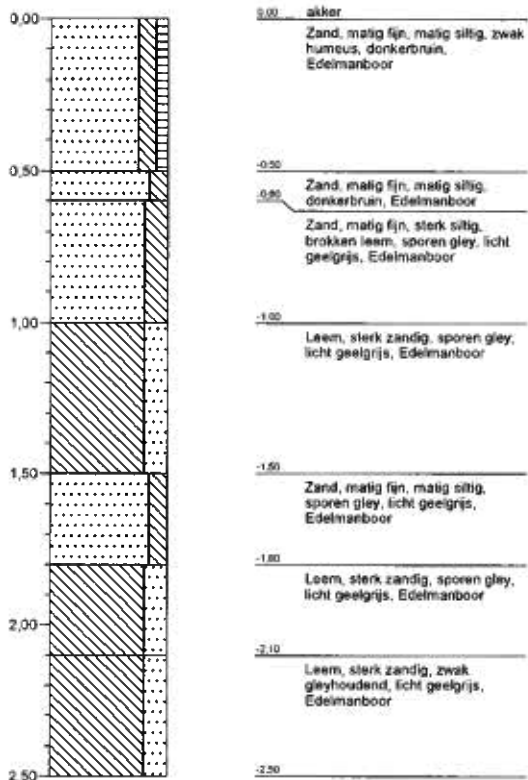 0,00
0,50
1,00
1,50
2,00
2,50
0,00 akker
Zand, matig fijn, matig siltig, zwak
humeus, donkerbruin,
Edelmanboor
-0,50
Zand, matig fijn, matig siltig,
donkerbruin, Edelmanboor
-0,60
Zand, matig fijn, sterk siltig,
brokken leem, sporen gley, licht
geelgrijs, Edelmanboor
-1,00
Leem, sterk zandig, sporen gley,
licht geelgrijs, Edelmanboor
-1,50
Zand, matig fijn, matig siltig,
sporen gley, licht geelgrijs,
Edelmanboor
-1,80
Leem, sterk zandig, sporen gley,
licht geelgrijs, Edelmanboor
-2,10
Leem, sterk zandig, zwak
gleyhoudend, licht geelgrijs,
Edelmanboor
-2,50